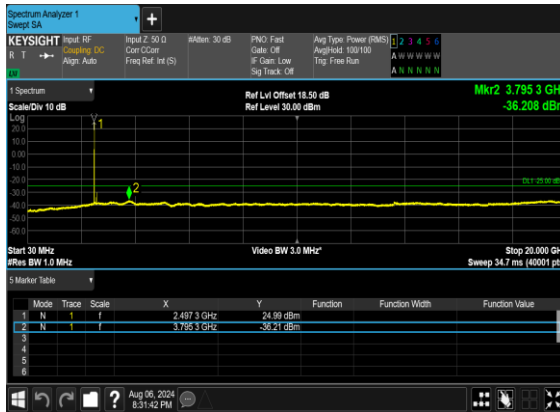 Spectrum Analyzer 1
Swept SA
+
KEYSIGHT Input: RF Input Z: 50 Ω #Atten: 30 dB PNO: Fast Avg Type: Power (RMS) 1 2 3 4 5 6
R T Coupling: DC Corr CCorr Gate: Off Avg|Hold: 100/100 A W W W W W
Align: Auto Freq Ref: Int (S) IF Gain: Low Trig: Free Run
Sig Track: Off A N N N N N
1 Spectrum Ref Lvl Offset 18.50 dB Mkr2 3.795 3 GH
Scale/Div 10 dB Ref Level 30.00 dBm -36.208 dBr
Log
20.0
10.0
0.00
-10.0
-20.0
-30.0
-40.0
-50.0
-60.0
1
2
DL1 -25.00 dB
Start 30 MHz Video BW 3.0 MHz* Stop 20.000 GH
#Res BW 1.0 MHz Sweep 34.7 ms (40001 pt
5 Marker Table
Mode Trace Scale X Y Function Function Width Function Value
1 N 1 f 2.497 3 GHz 24.99 dBm
2 N 1 f 3.795 3 GHz -36.21 dBm
3
4
5
6
? Aug 06, 2024
8:31:42 PM